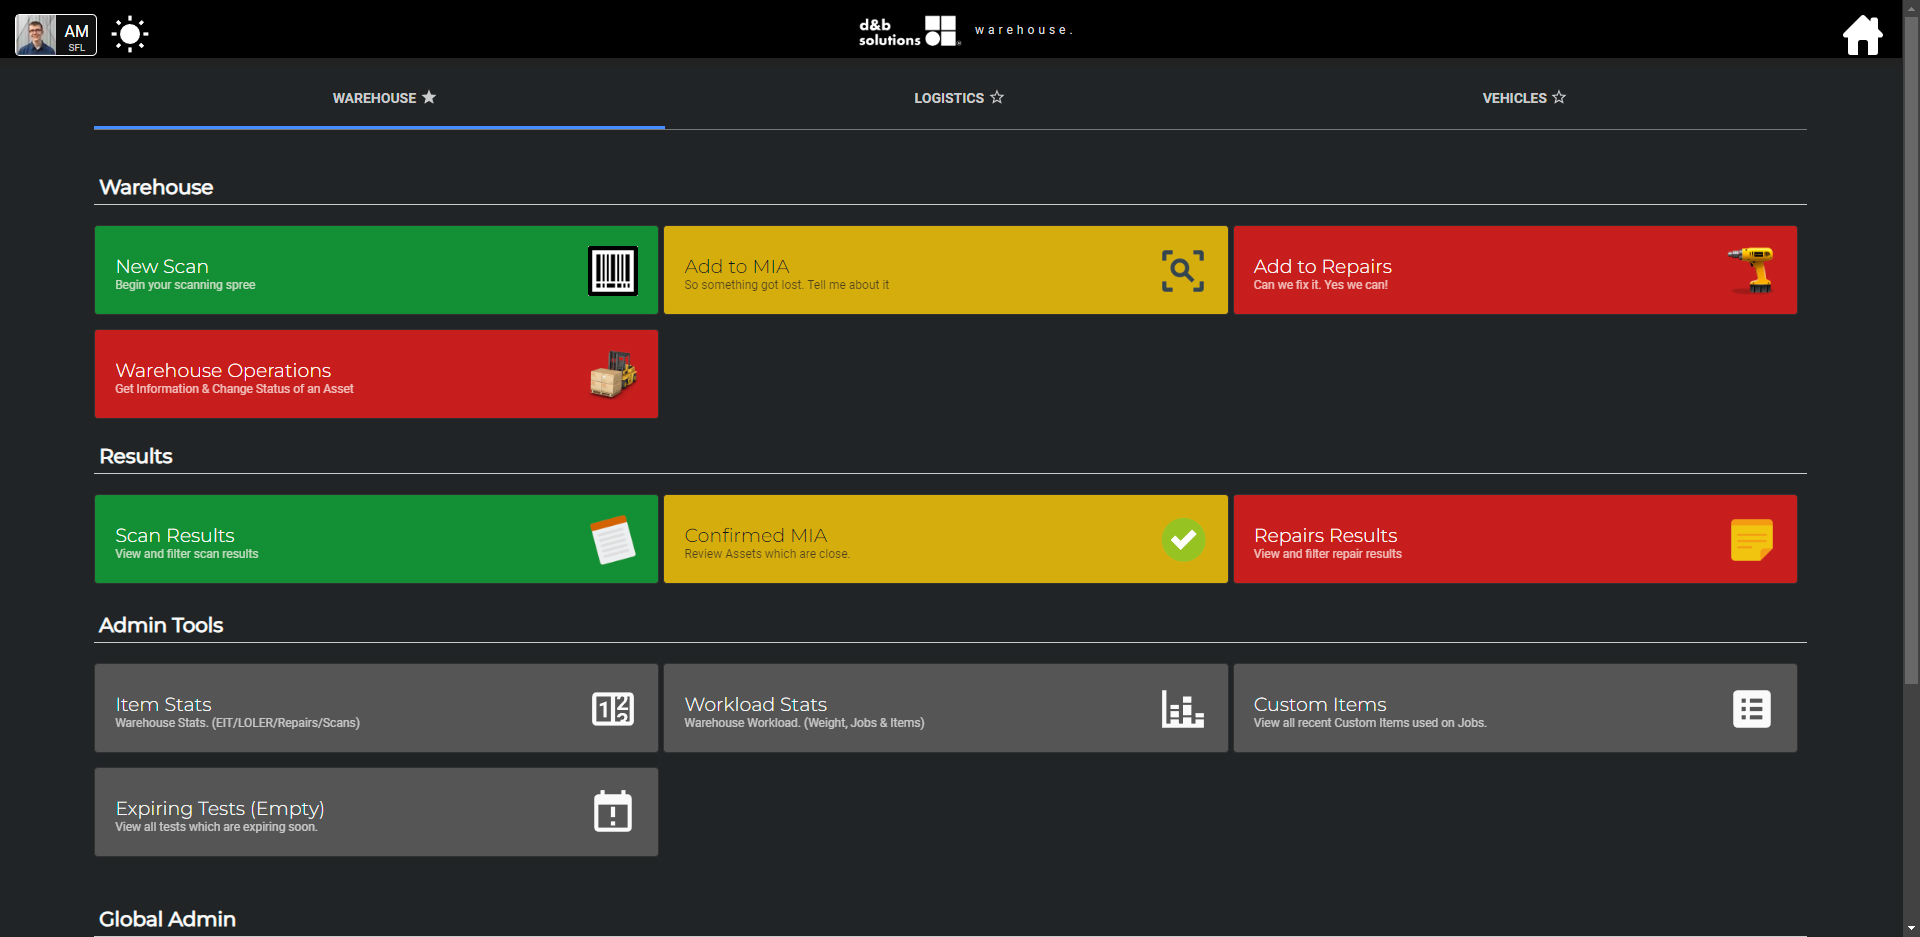 AM
SFL
d&b
solutions
warehouse.
WAREHOUSE
LOGISTICS
VEHICLES
Warehouse
New Scan
Begin your scanning spree
Add to MIA
So something got lost. Tell me about it
Add to Repairs
Can we fix it. Yes we can!
Warehouse Operations
Get Information & Change Status of an Asset
Results
Scan Results
View and filter scan results
Confirmed MIA
Review Assets which are close.
Repairs Results
View and filter repair results
Admin Tools
Item Stats
Warehouse Stats. (EIT/LOLER/Repairs/Scans)
Workload Stats
Warehouse Workload. (Weight, Jobs & Items)
Custom Items
View all recent Custom Items used on Jobs.
Expiring Tests (Empty)
View all tests which are expiring soon.
Global Admin